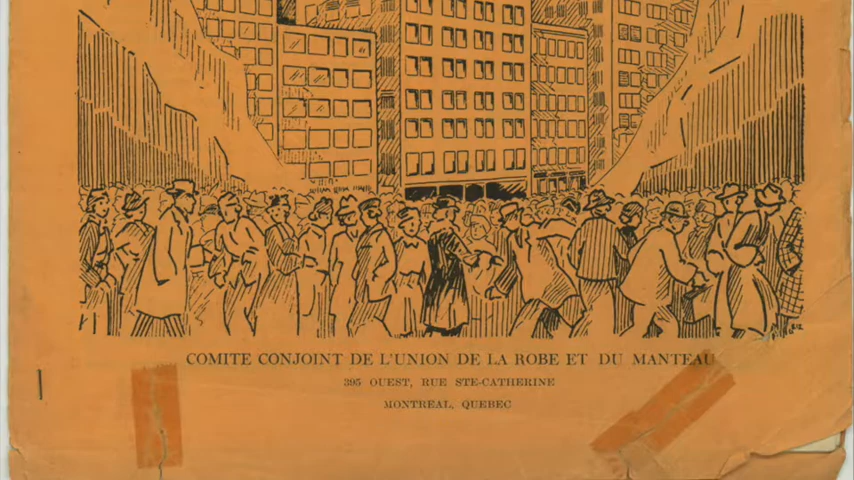 COMITE CONJOINT DE L'UNION DE LA ROBE ET DU MANTEAU
395 OUEST, RUE STE-CATHERINE
MONTREAL, QUEBEC